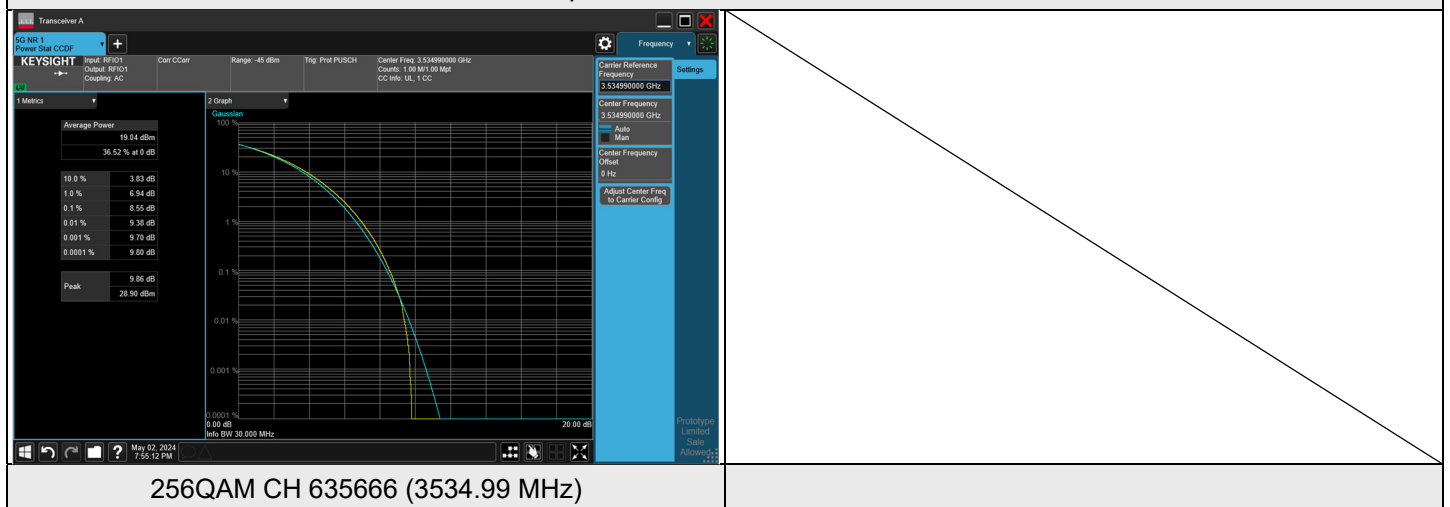 Transceiver A
5G NR 1
Power Stat CCDF
+
Frequency
KEYSIGHT
Input: RFIO1
Output: RFIO1
Coupling: AC
Corr CCorr
Range: -45 dBm
Trig: Prot PUSCH
Center Freq: 3.534990000 GHz
Counts: 1.00 M/1.00 Mpt
CC Info: UL, 1 CC
LXI
1 Metrics
Average Power
19.04 dBm
36.52 % at 0 dB
10.0 % 3.83 dB
1.0 % 6.94 dB
0.1 % 8.55 dB
0.01 % 9.38 dB
0.001 % 9.70 dB
0.0001 % 9.80 dB
Peak
9.86 dB
28.90 dBm
2 Graph
Gaussian
100 %
10 %
1 %
0.1 %
0.01 %
0.001 %
0.0001 %
0.00 dB
20.00 dB
Info BW 30.000 MHz
Carrier Reference
Frequency
3.534990000 GHz
Center Frequency
3.534990000 GHz
Auto
Man
Center Frequency
Offset
0 Hz
Adjust Center Freq
to Carrier Config
Settings
Prototype
Limited
Sale
Allowed
?
May 02, 2024
7:55:12 PM
256QAM CH 635666 (3534.99 MHz)